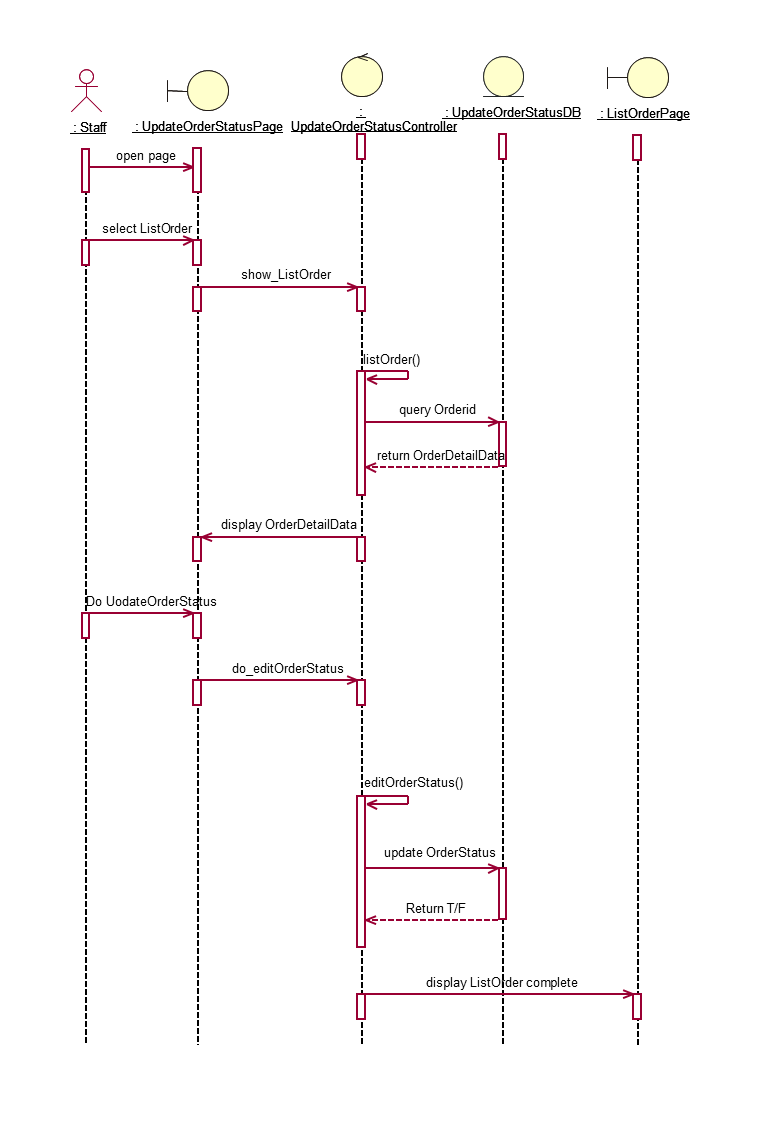 : Staff
: UpdateOrderStatusPage
:
UpdateOrderStatusController
: UpdateOrderStatusDB
: ListOrderPage
open page
select ListOrder
show_ListOrder
listOrder()
query Orderid
return OrderDetailData
display OrderDetailData
Do UodateOrderStatus
do_editOrderStatus
editOrderStatus()
update OrderStatus
Return T/F
display ListOrder complete